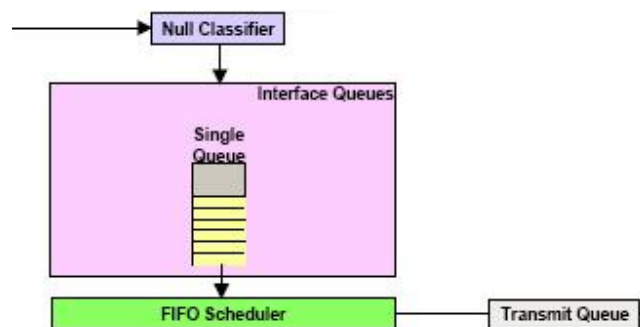 Null Classifier
Interface Queues
Single
Queue
FIFO Scheduler
Transmit Queue